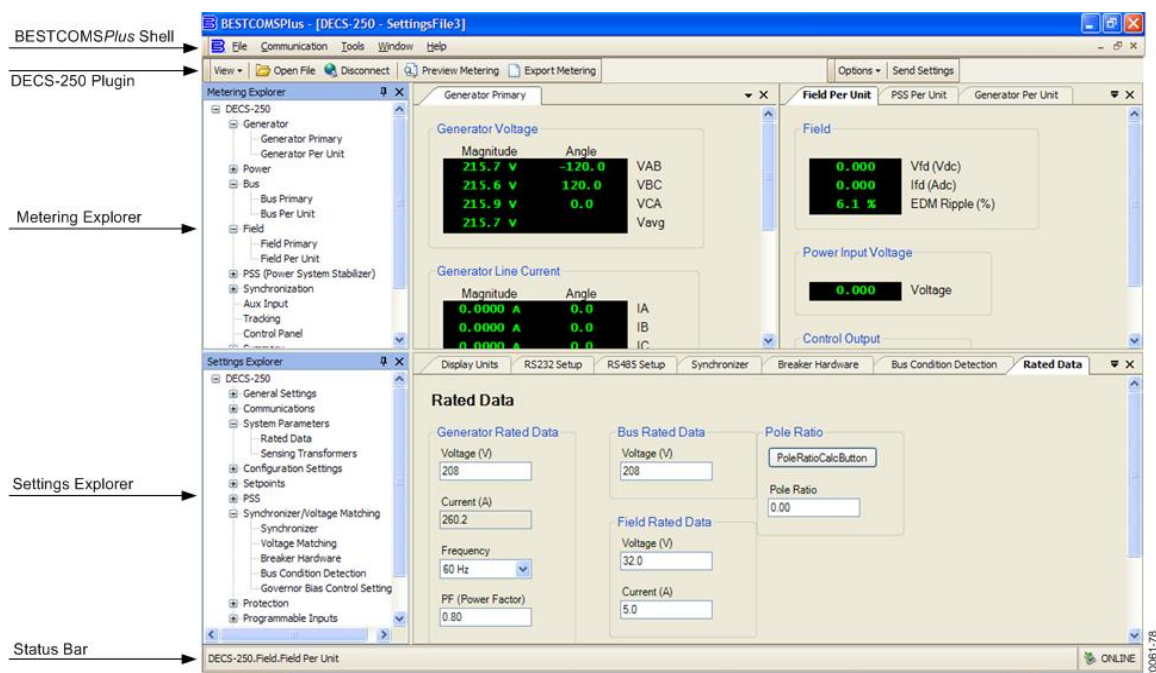 BESTCOMSPlus Shell
DECS-250 Plugin
Metering Explorer
Settings Explorer
Status Bar
BESTCOMSPlus - [DECS-250 - SettingsFile3]
File Communication Tools Window Help
View Open File Disconnect Preview Metering Export Metering Options Send Settings
Metering Explorer
DECS-250
Generator
Generator Primary
Generator Per Unit
Power
Bus
Bus Primary
Bus Per Unit
Field
Field Primary
Field Per Unit
PSS (Power System Stabilizer)
Synchronization
Aux Input
Tracking
Control Panel
Generator Primary
Generator Voltage
Magnitude Angle
215.7 V -120.0 VAB
215.6 V 120.0 VBC
215.9 V 0.0 VCA
215.7 V Vavg
Generator Line Current
Magnitude Angle
0.0000 A 0.0 IA
0.0000 A 0.0 IB
0.0000 A 0.0 IC
Field Per Unit PSS Per Unit Generator Per Unit
Field
0.000 Vfd (Vdc)
0.000 Ifd (Adc)
6.1 % EDM Ripple (%)
Power Input Voltage
0.000 Voltage
Control Output
Settings Explorer
DECS-250
General Settings
Communications
System Parameters
Rated Data
Sensing Transformers
Configuration Settings
Setpoints
PSS
Synchronizer/Voltage Matching
Synchronizer
Voltage Matching
Breaker Hardware
Bus Condition Detection
Governor Bias Control Setting
Protection
Programmable Inputs
Display Units RS232 Setup RS485 Setup Synchronizer Breaker Hardware Bus Condition Detection Rated Data
Rated Data
Generator Rated Data
Voltage (V)
208
Current (A)
260.2
Frequency
60 Hz
PF (Power Factor)
0.80
Bus Rated Data
Voltage (V)
208
Field Rated Data
Voltage (V)
32.0
Current (A)
5.0
Pole Ratio
PoleRatioCalcButton
Pole Ratio
0.00
DECS-250.Field.Field Per Unit
ONLINE